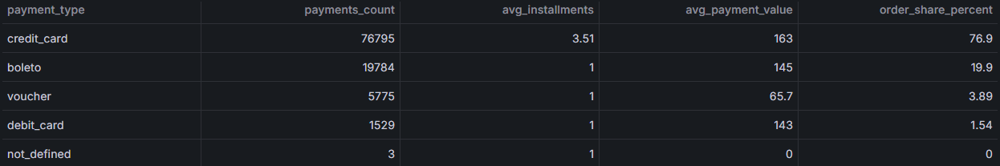 payment_type payments_count avg_installments avg_payment_value order_share_percent
credit_card 76795 3.51 163 76.9
boleto 19784 1 145 19.9
voucher 5775 1 65.7 3.89
debit_card 1529 1 143 1.54
not_defined 3 1 0 0